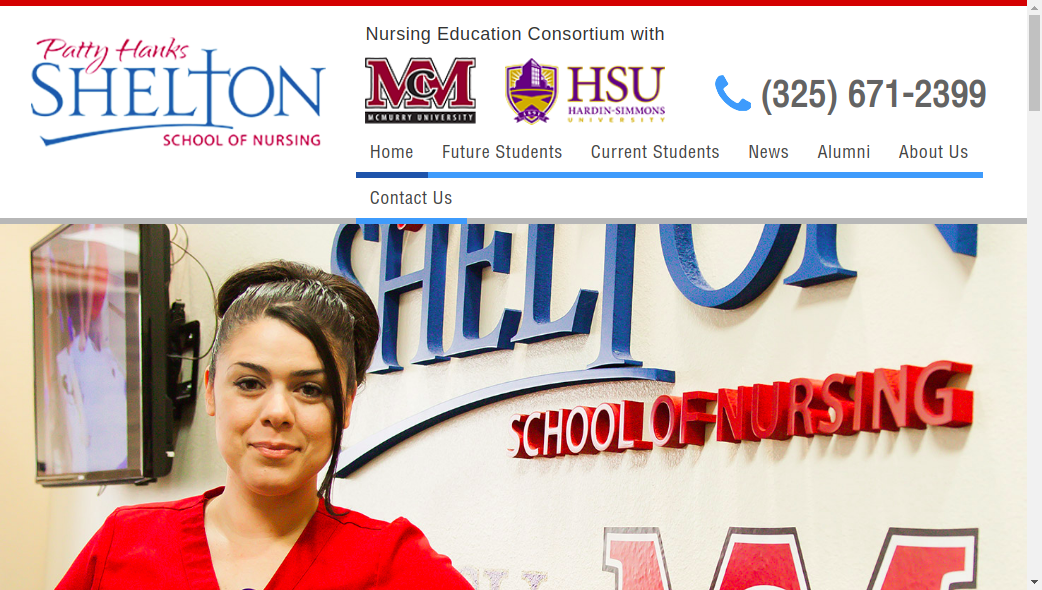 Nursing Education Consortium with
Patty Hanks
SHELTON
SCHOOL OF NURSING
McM
McMURRY UNIVERSITY
HSU
HARDIN-SIMMONS
UNIVERSITY
(325) 671-2399
Home Future Students Current Students News Alumni About Us
Contact Us
SHELTON
SCHOOL OF NURSING